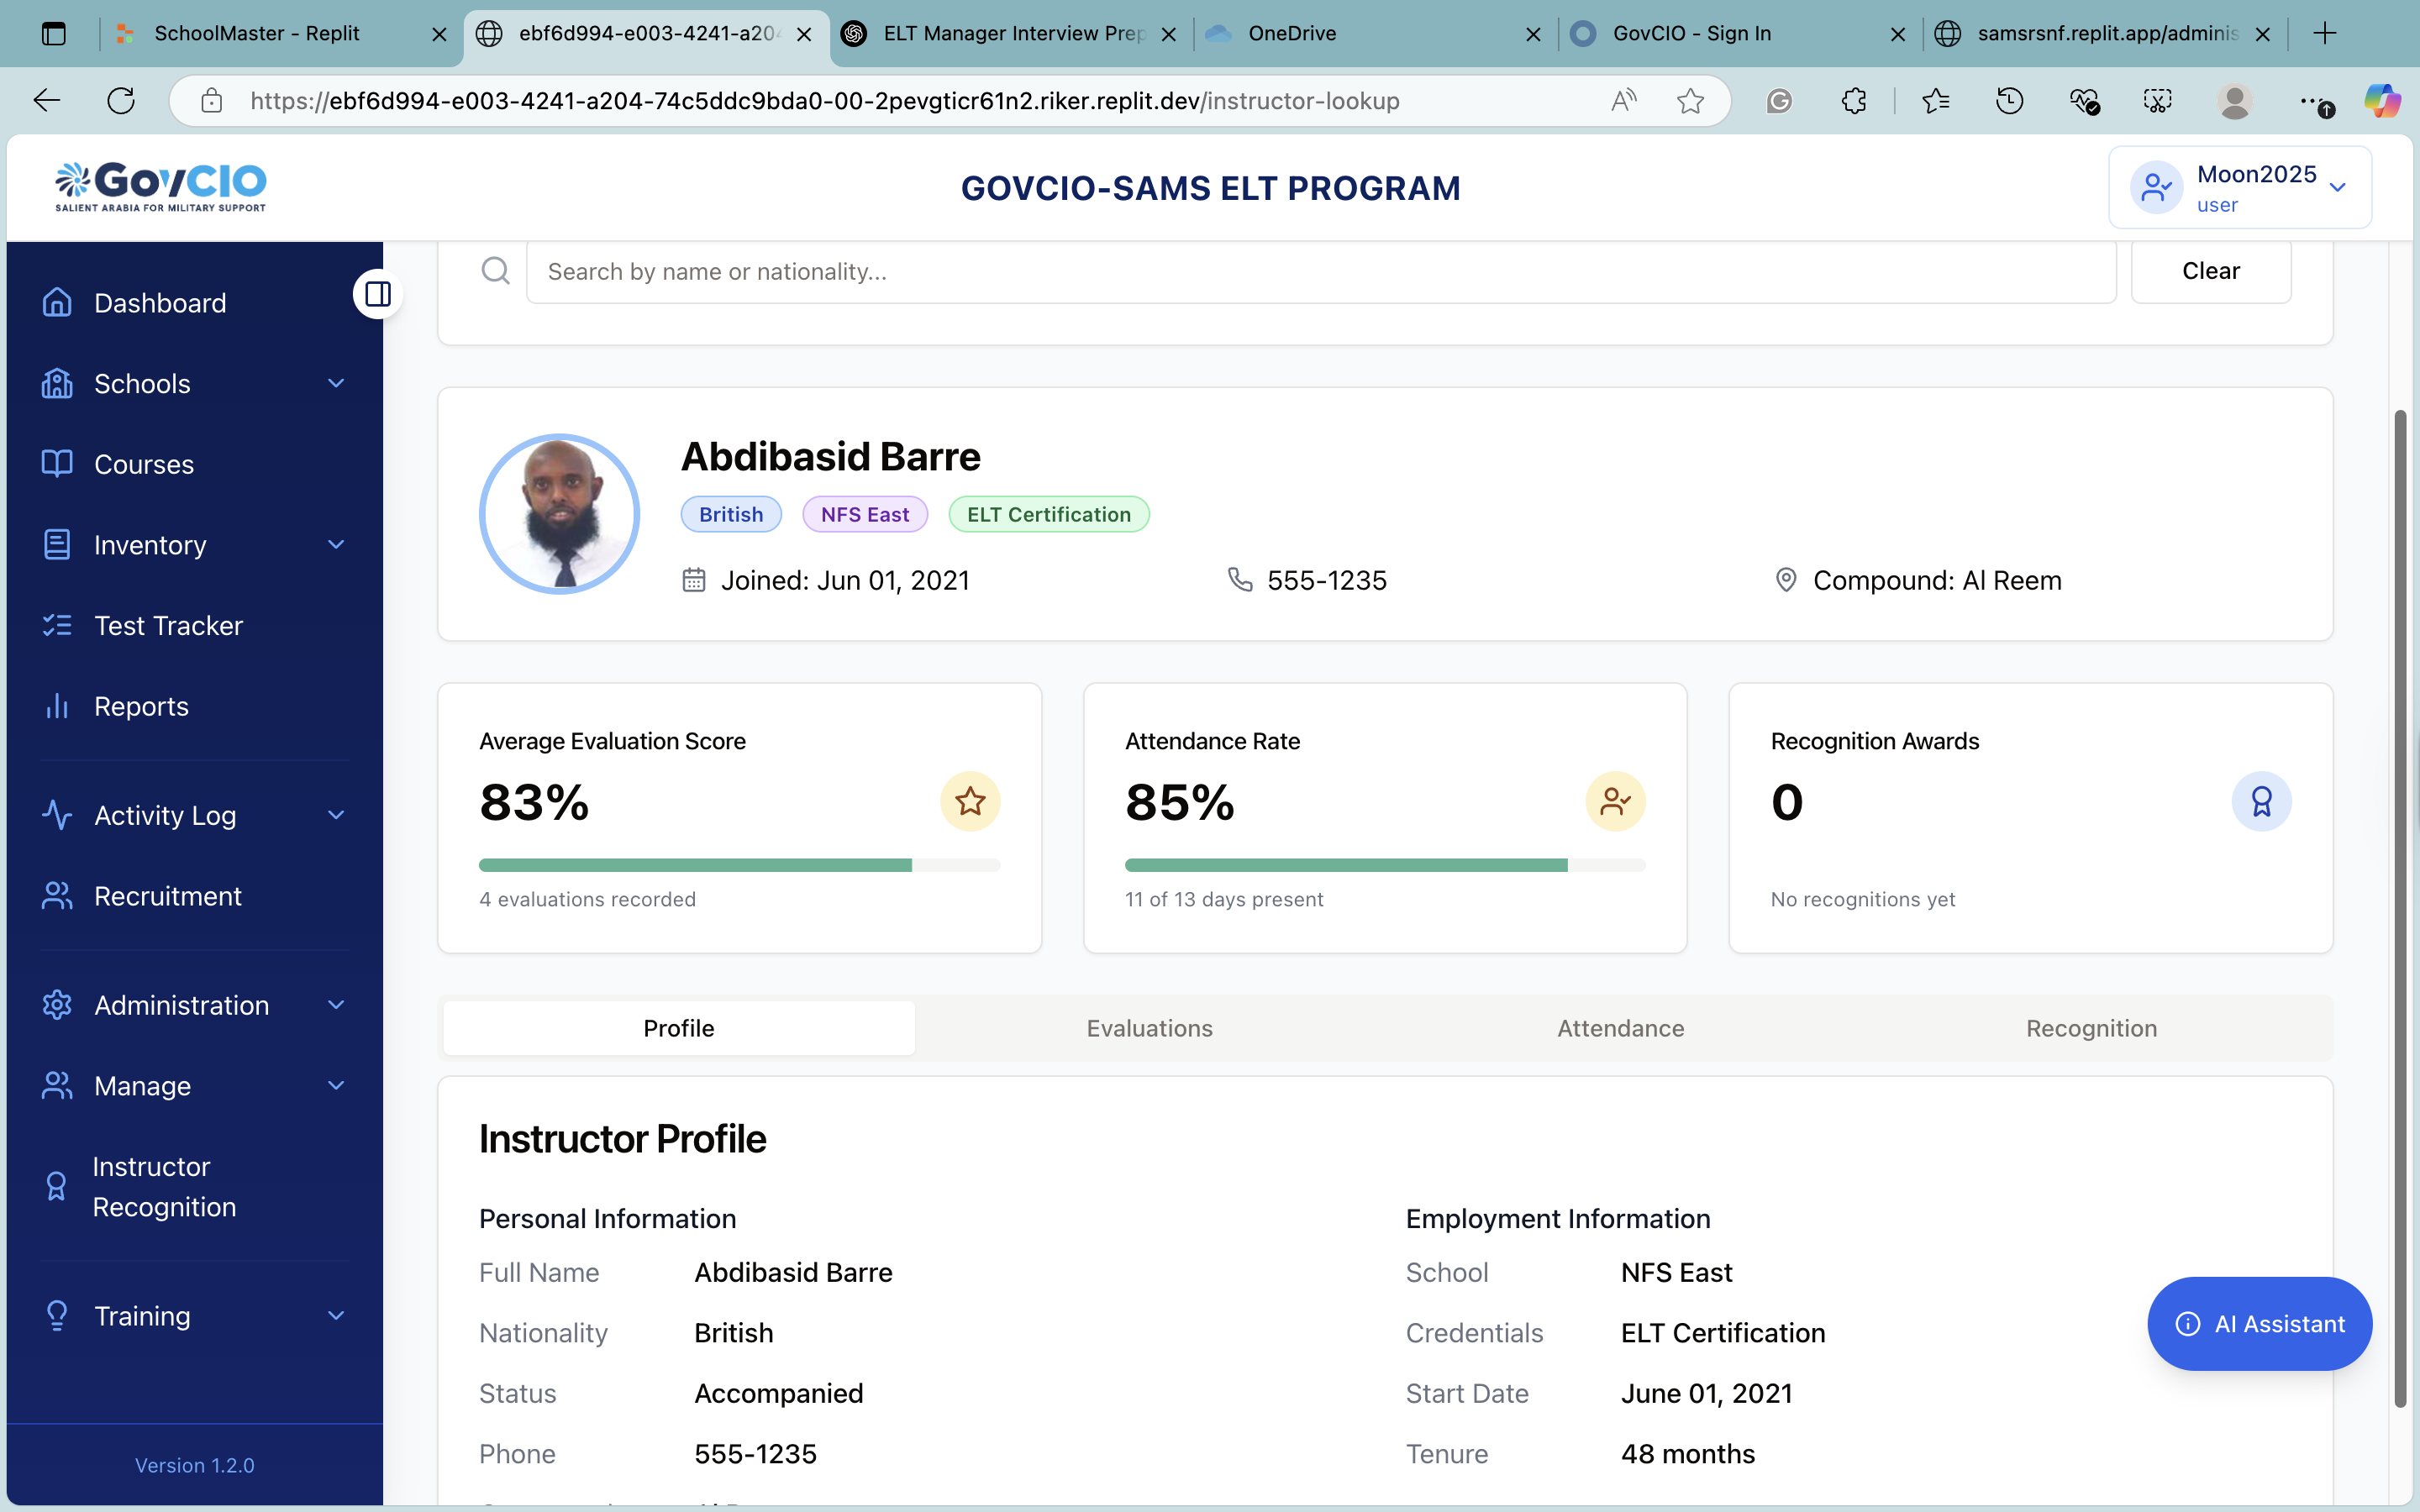 SchoolMaster - Replit
ebf6d994-e003-4241-a204
ELT Manager Interview Prep
OneDrive
GovCIO - Sign In
samsrsnf.replit.app/adminis
https://ebf6d994-e003-4241-a204-74c5ddc9bda0-00-2pevgticr61n2.riker.replit.dev/instructor-lookup
GovCIO
SALIENT ARABIA FOR MILITARY SUPPORT
GOVCIO-SAMS ELT PROGRAM
Moon2025
user
Dashboard
Schools
Courses
Inventory
Test Tracker
Reports
Activity Log
Recruitment
Administration
Manage
Instructor
Recognition
Training
Version 1.2.0
Search by name or nationality...
Clear
Abdibasid Barre
British NFS East ELT Certification
Joined: Jun 01, 2021 555-1235 Compound: Al Reem
Average Evaluation Score
83%
4 evaluations recorded
Attendance Rate
85%
11 of 13 days present
Recognition Awards
0
No recognitions yet
Profile Evaluations Attendance Recognition
Instructor Profile
Personal Information
Full Name Abdibasid Barre
Nationality British
Status Accompanied
Phone 555-1235
Employment Information
School NFS East
Credentials ELT Certification
Start Date June 01, 2021
Tenure 48 months
AI Assistant